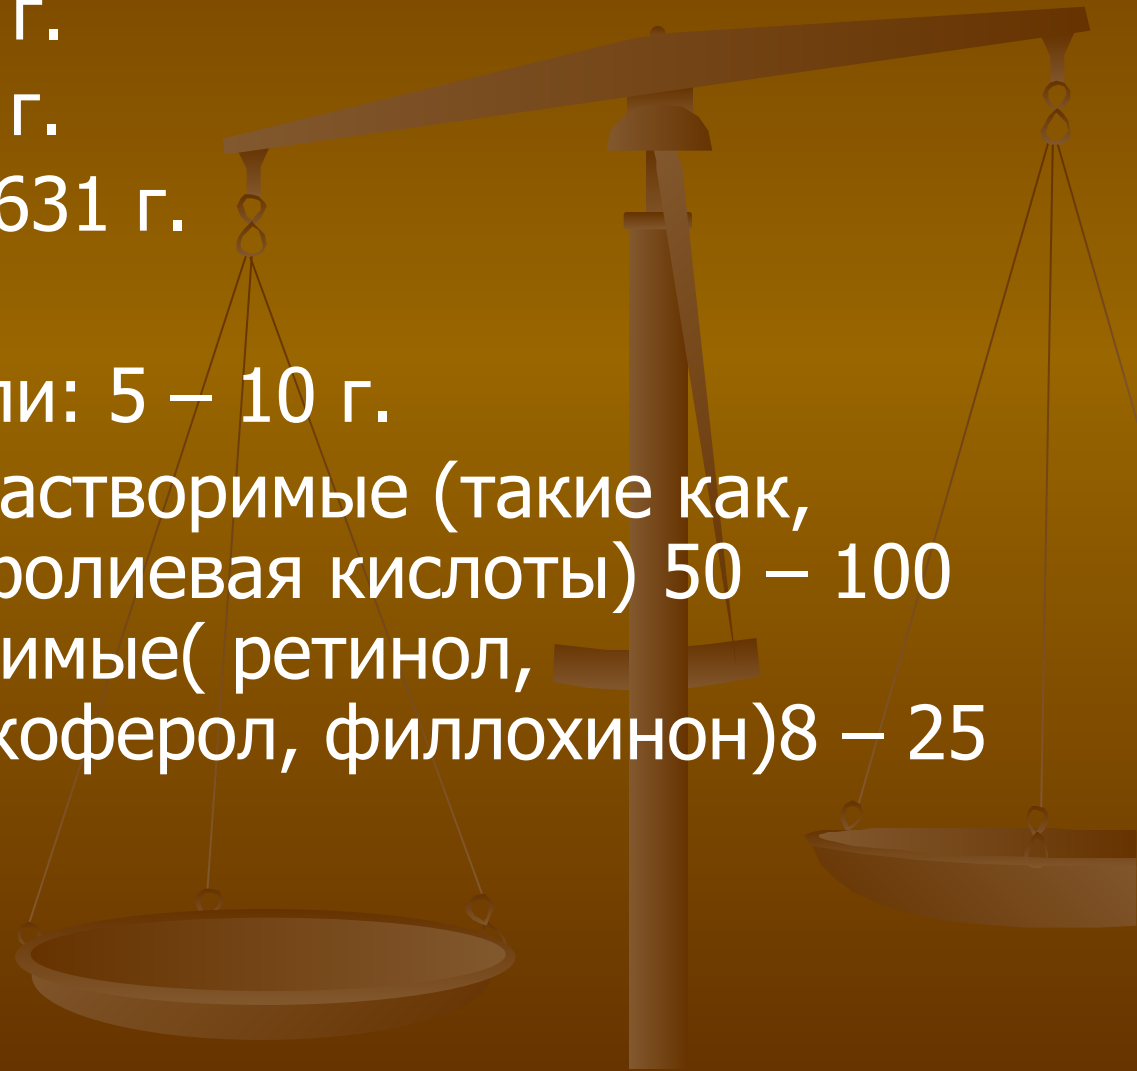 г.
г.
631 г.
ли: 5 – 10 г.
астворимые (такие как,
ролиевая кислоты) 50 – 100
имые( ретинол,
коферол, филлохинон)8 – 25